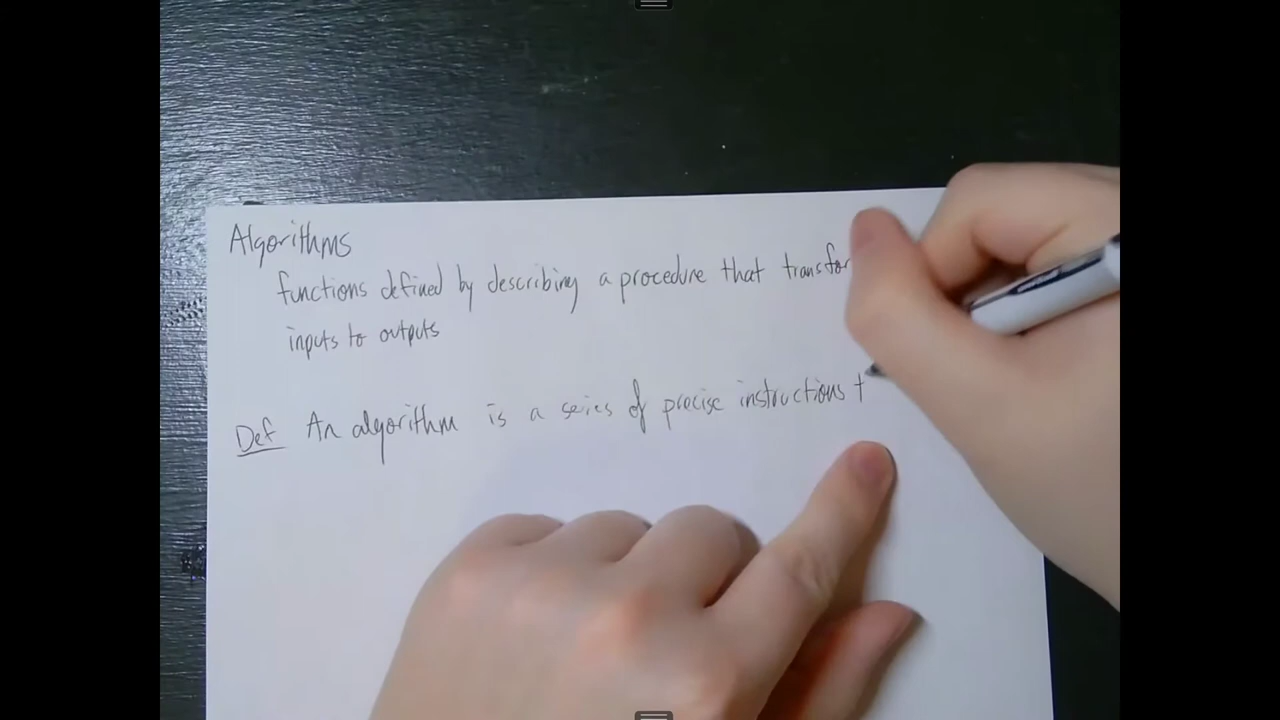 Algorithms
functions defined by describing a procedure that transfor
inputs to outputs
Def An algorithm is a series of precise instructions t